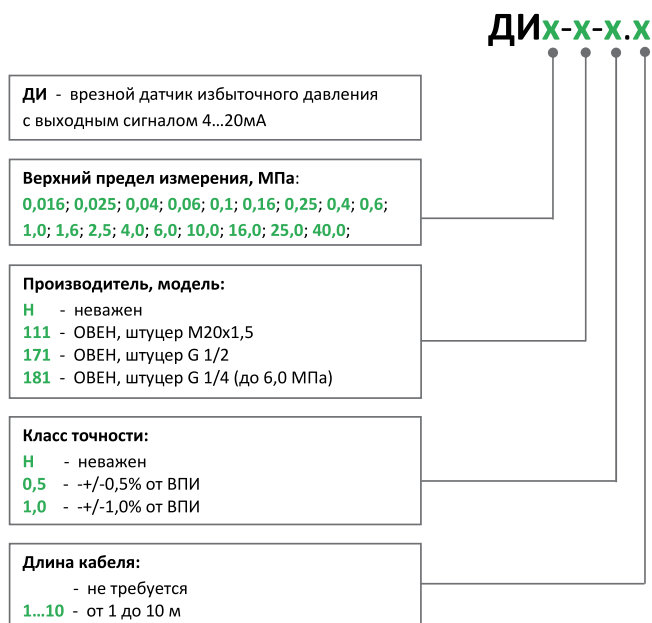 ДИх-х-х.х
ДИ - врезной датчик избыточного давления
с выходным сигналом 4...20мА
Верхний предел измерения, МПа:
0,016; 0,025; 0,04; 0,06; 0,1; 0,16; 0,25; 0,4; 0,6;
1,0; 1,6; 2,5; 4,0; 6,0; 10,0; 16,0; 25,0; 40,0;
Производитель, модель:
Н - неважен
111 - ОВЕН, штуцер М20х1,5
171 - ОВЕН, штуцер G 1/2
181 - ОВЕН, штуцер G 1/4 (до 6,0 МПа)
Класс точности:
Н - неважен
0,5 - -+/-0,5% от ВПИ
1,0 - -+/-1,0% от ВПИ
Длина кабеля:
- не требуется
1...10 - от 1 до 10 м